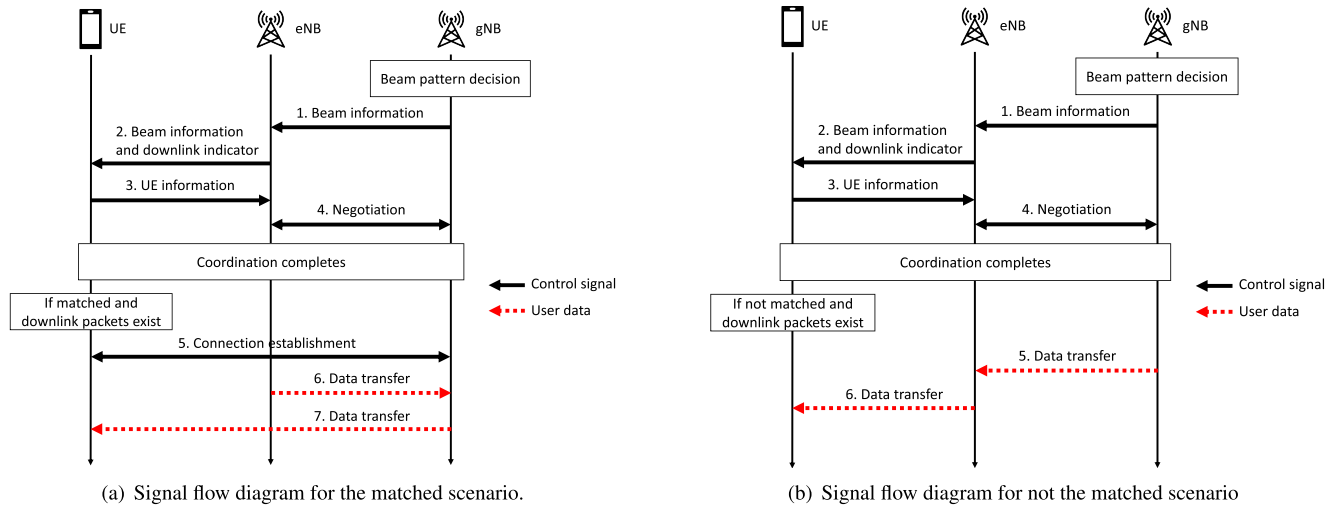 UE
eNB
gNB
Beam pattern decision
1. Beam information
2. Beam information
and downlink indicator
3. UE information
4. Negotiation
Coordination completes
Control signal
User data
If matched and
downlink packets exist
5. Connection establishment
6. Data transfer
7. Data transfer
(a) Signal flow diagram for the matched scenario.
UE
eNB
gNB
Beam pattern decision
1. Beam information
2. Beam information
and downlink indicator
3. UE information
4. Negotiation
Coordination completes
Control signal
User data
If not matched and
downlink packets exist
5. Data transfer
6. Data transfer
(b) Signal flow diagram for not the matched scenario